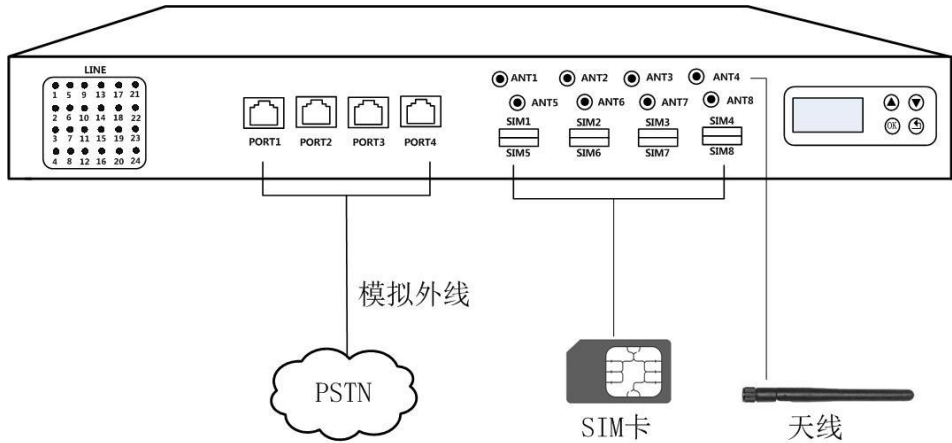 LINE
1 5 9 13 17 21
2 6 10 14 18 22
3 7 11 15 19 23
4 8 12 16 20 24
PORT1 PORT2 PORT3 PORT4
ANT1 ANT2 ANT3 ANT4
ANT5 ANT6 ANT7 ANT8
SIM1 SIM2 SIM3 SIM4
SIM5 SIM6 SIM7 SIM8
OK
模拟外线
PSTN
SIM卡
天线